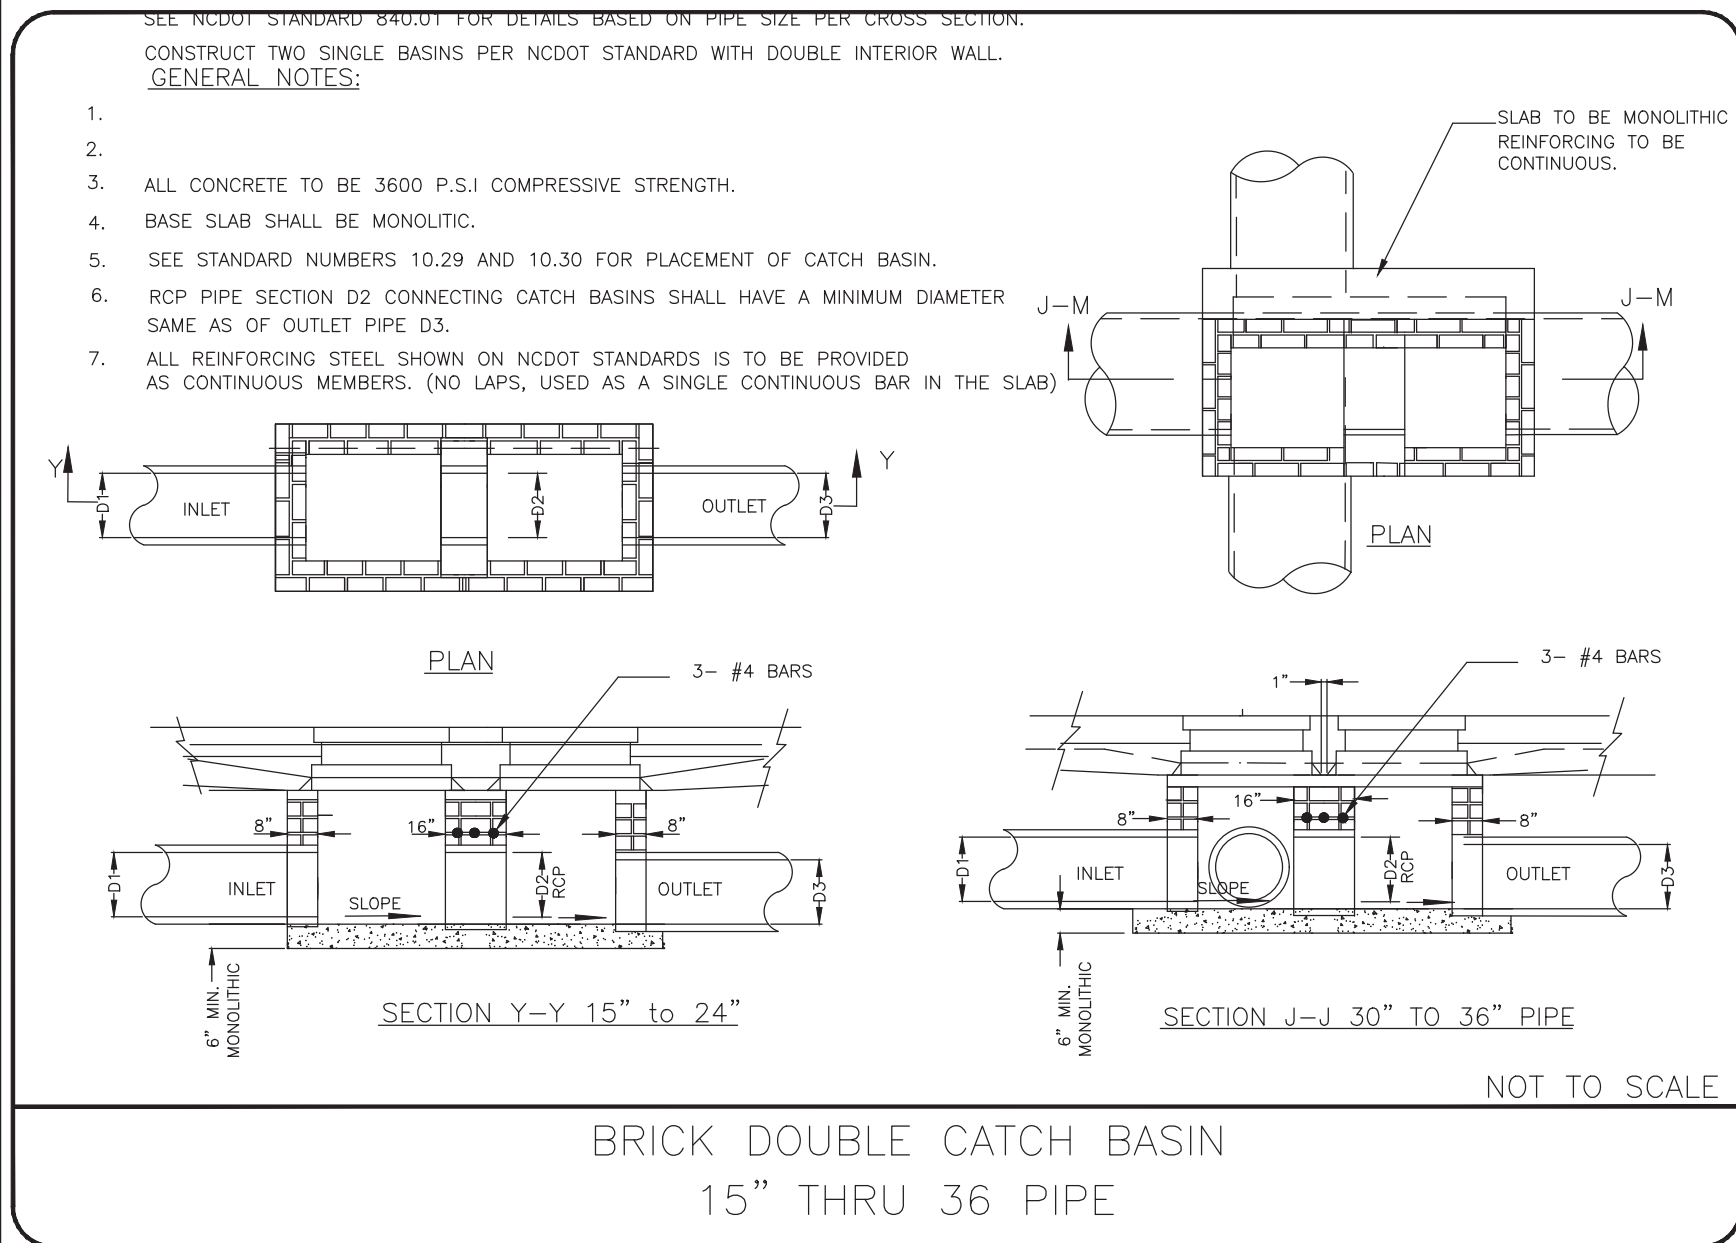 SEE NCDOT STANDARD 840.01 FOR DETAILS BASED ON PIPE SIZE PER CROSS SECTION.
CONSTRUCT TWO SINGLE BASINS PER NCDOT STANDARD WITH DOUBLE INTERIOR WALL.
GENERAL NOTES:
1.
2.
3. ALL CONCRETE TO BE 3600 P.S.I COMPRESSIVE STRENGTH.
4. BASE SLAB SHALL BE MONOLITIC.
5. SEE STANDARD NUMBERS 10.29 AND 10.30 FOR PLACEMENT OF CATCH BASIN.
6. RCP PIPE SECTION D2 CONNECTING CATCH BASINS SHALL HAVE A MINIMUM DIAMETER
SAME AS OF OUTLET PIPE D3.
7. ALL REINFORCING STEEL SHOWN ON NCDOT STANDARDS IS TO BE PROVIDED
AS CONTINUOUS MEMBERS. (NO LAPS, USED AS A SINGLE CONTINUOUS BAR IN THE SLAB)
SLAB TO BE MONOLITHIC
REINFORCING TO BE
CONTINUOUS.
J-M
J-M
PLAN
Y
Y
D1
INLET
D2
OUTLET
D3
PLAN
3- #4 BARS
8"
16"
8"
D1
INLET
SLOPE
D2
RCP
OUTLET
D3
6" MIN.
MONOLITHIC
SECTION Y-Y 15" to 24"
3- #4 BARS
1"
16"
8"
8"
D1
INLET
SLOPE
D2
RCP
OUTLET
D3
6" MIN.
MONOLITHIC
SECTION J-J 30" TO 36" PIPE
NOT TO SCALE
BRICK DOUBLE CATCH BASIN
15" THRU 36 PIPE